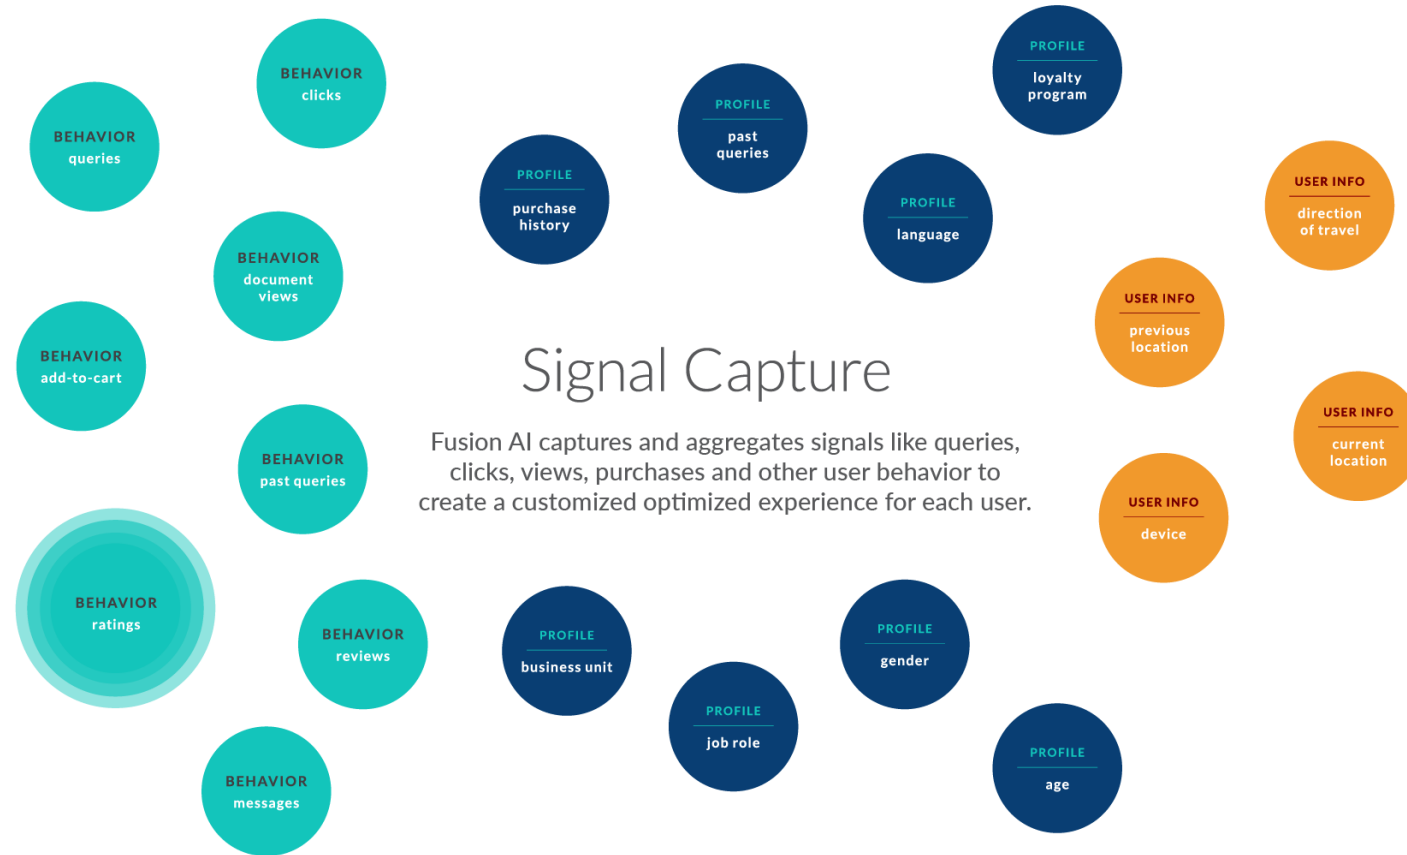 BEHAVIOR
clicks
BEHAVIOR
queries
BEHAVIOR
document
views
BEHAVIOR
add-to-cart
BEHAVIOR
past queries
BEHAVIOR
ratings
BEHAVIOR
reviews
BEHAVIOR
messages
PROFILE
purchase
history
PROFILE
past
queries
PROFILE
loyalty
program
PROFILE
language
Signal Capture
Fusion AI captures and aggregates signals like queries,
clicks, views, purchases and other user behavior to
create a customized optimized experience for each user.
PROFILE
business unit
PROFILE
job role
PROFILE
gender
PROFILE
age
USER INFO
direction
of travel
USER INFO
previous
location
USER INFO
current
location
USER INFO
device